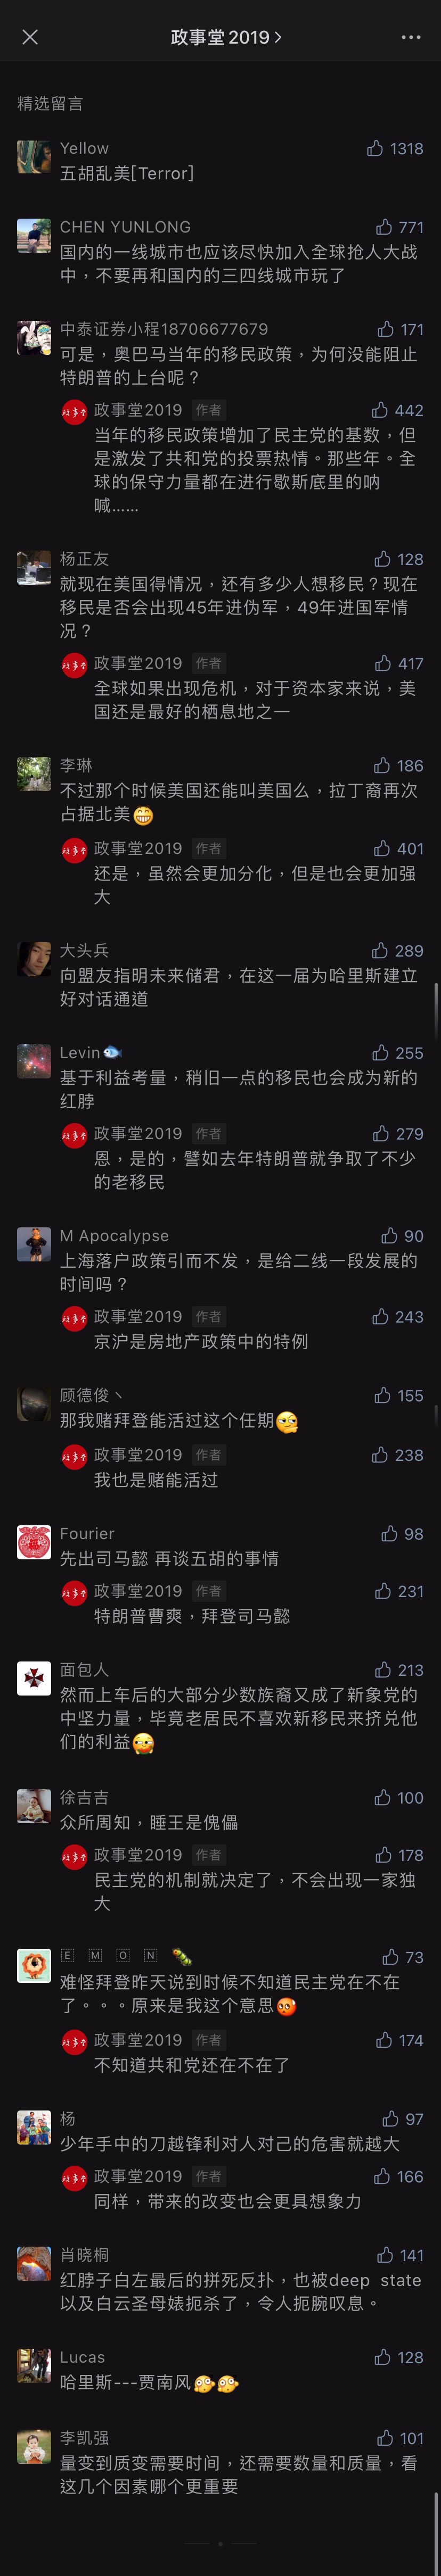 政事堂2019
精选留言
Yellow 1318
五胡乱美[Terror]
CHEN YUNLONG 771
国内的一线城市也应该尽快加入全球抢人大战
中，不要再和国内的三四线城市玩了
中泰证券小程18706677679 171
可是，奥巴马当年的移民政策，为何没能阻止
特朗普的上台呢？
政事堂2019 作者 442
当年的移民政策增加了民主党的基数，但
是激发了共和党的投票热情。那些年。全
球的保守力量都在进行歇斯底里的呐
喊……
杨正友 128
就现在美国得情况，还有多少人想移民？现在
移民是否会出现45年进伪军，49年进国军情
况？
政事堂2019 作者 417
全球如果出现危机，对于资本家来说，美
国还是最好的栖息地之一
李琳 186
不过那个时候美国还能叫美国么，拉丁裔再次
占据北美😁
政事堂2019 作者 401
还是，虽然会更加分化，但是也会更加强
大
大头兵 289
向盟友指明未来储君，在这一届为哈里斯建立
好对话通道
Levin🐟 255
基于利益考量，稍旧一点的移民也会成为新的
红脖
政事堂2019 作者 279
恩，是的，譬如去年特朗普就争取了不少
的老移民
M Apocalypse 90
上海落户政策引而不发，是给二线一段发展的
时间吗？
政事堂2019 作者 243
京沪是房地产政策中的特例
顾德俊丶 155
那我赌拜登能活过这个任期
政事堂2019 作者 238
我也是赌能活过
Fourier 98
先出司马懿 再谈五胡的事情
政事堂2019 作者 231
特朗普曹爽，拜登司马懿
面包人 213
然而上车后的大部分少数族裔又成了新象党的
中坚力量，毕竟老居民不喜欢新移民来挤兑他
们的利益
徐吉吉 100
众所周知，睡王是傀儡
政事堂2019 作者 178
民主党的机制就决定了，不会出现一家独
大
🄴 🄼 🄾 🄽 🐛 73
难怪拜登昨天说到时候不知道民主党在不在
了。。。原来是我这个意思
政事堂2019 作者 174
不知道共和党还在不在了
杨 97
少年手中的刀越锋利对人对己的危害就越大
政事堂2019 作者 166
同样，带来的改变也会更具想象力
肖晓桐 141
红脖子白左最后的拼死反扑，也被deep state
以及白云圣母婊扼杀了，令人扼腕叹息。
Lucas 128
哈里斯---贾南风
李凯强 101
量变到质变需要时间，还需要数量和质量，看
这几个因素哪个更重要